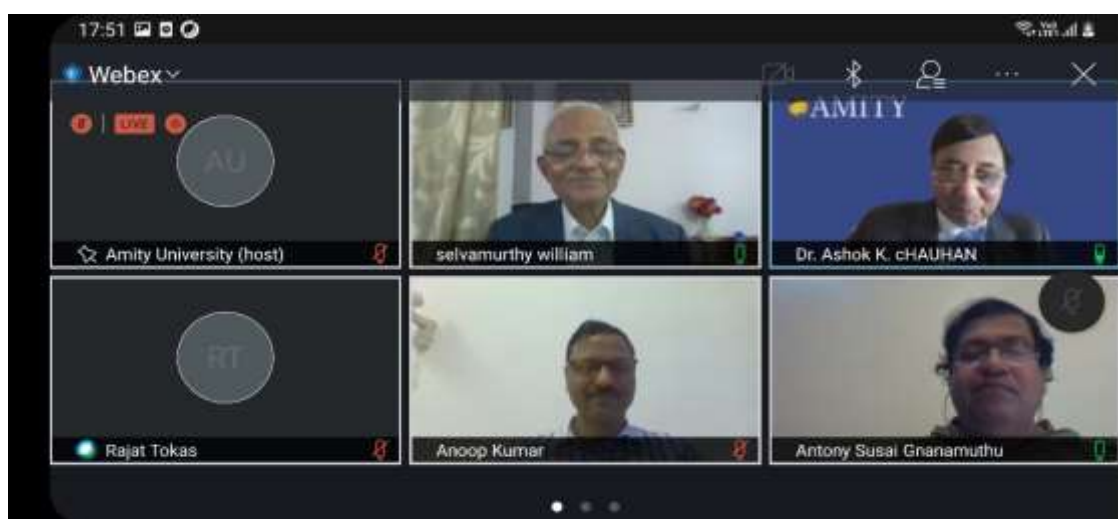 17:51
Webex
LIVE
AU
AMITY
Amity University (host)
selvamurthy william
Dr. Ashok K. cHAUHAN
RT
Rajat Tokas
Anoop Kumar
Antony Susai Gnanamuthu